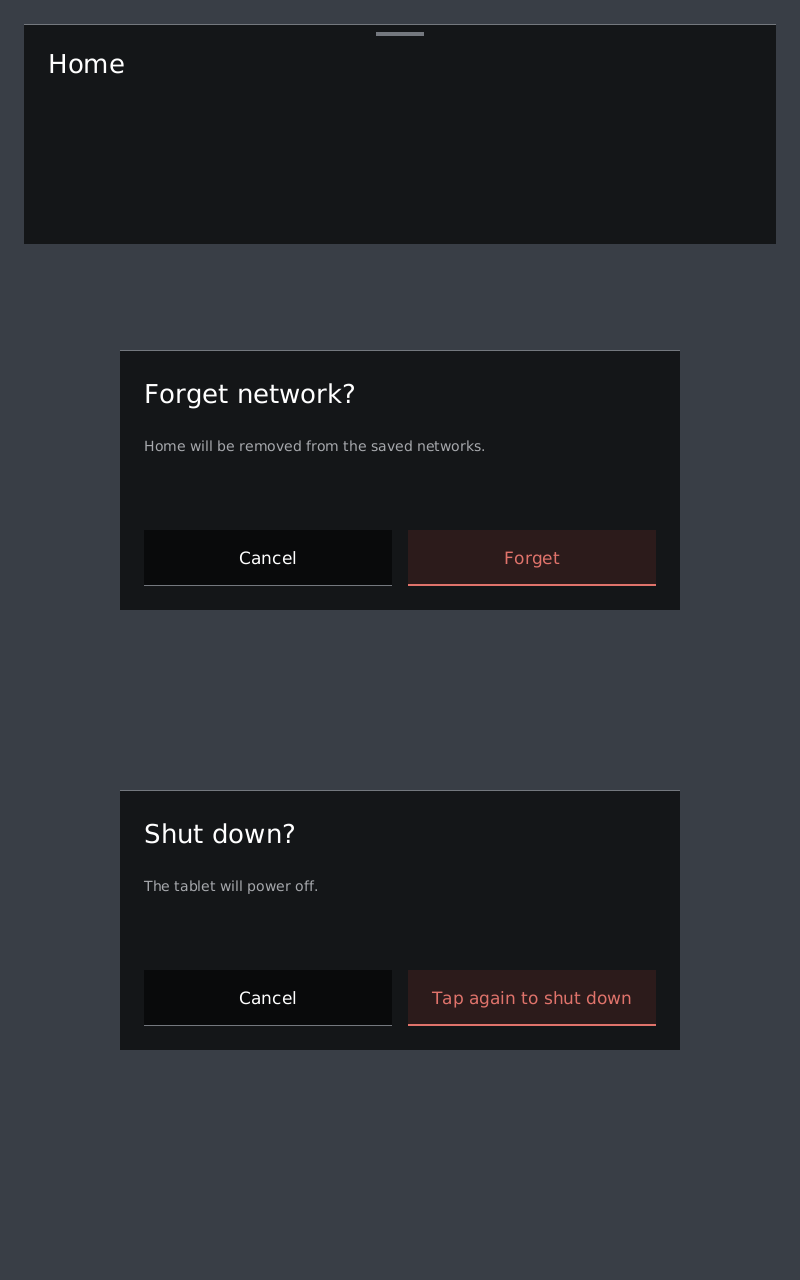 Home
Forget network?
Home will be removed from the saved networks.
Cancel
Forget
Shut down?
The tablet will power off.
Cancel
Tap again to shut down